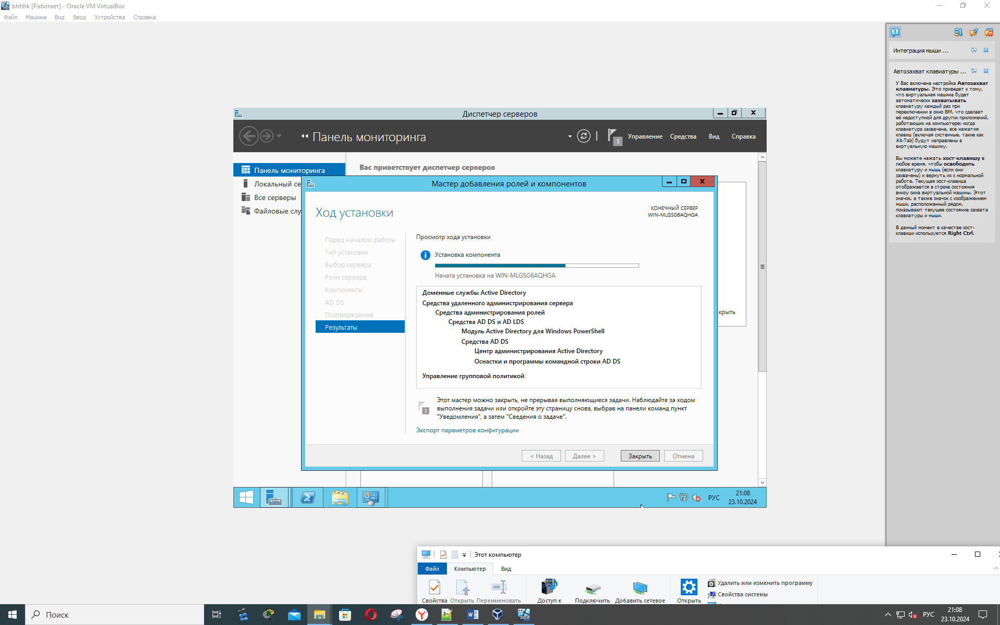 bhhhk [Работает] - Oracle VM VirtualBox
Файл Машина Вид Ввод Устройства Справка
Интеграция мыши ...
Автозахват клавиатуры ...
У Вас включена настройка Автозахват
клавиатуры. Это приведет к тому,
что виртуальная машина будет
автоматически захватывать
клавиатуру каждый раз при
переключении в окно ВМ, что сделает
её недоступной для других приложений,
работающих на компьютере: когда
клавиатура захвачена, все нажатия
клавиш (включая системные, такие как
Alt-Tab) будут направлены в
виртуальную машину.
Вы можете нажать хост-клавишу в
любое время, чтобы освободить
клавиатуру и мышь (если они
захвачены) и вернуть их к нормальной
работе. Текущая хост-клавиша
отображается в строке состояния
внизу окна виртуальной машины. Этот
значок, а также значок с изображением
мыши, расположенный рядом,
показывают текущее состояние захвата
клавиатуры и мыши.
В данный момент в качестве хост-
клавиши используется Right Ctrl.
Диспетчер серверов
Панель мониторинга
1
Управление Средства Вид Справка
Панель мониторинга
Локальный се
Все серверы
Файловые слу
Вас приветствует диспетчер серверов
Мастер добавления ролей и компонентов
Ход установки
КОНЕЧНЫЙ СЕРВЕР
WIN-MLGSG6AQHGA
Перед началом работы
Тип установки
Выбор сервера
Роли сервера
Компоненты
AD DS
Подтверждение
Результаты
Просмотр хода установки
Установка компонента
Начата установка на WIN-MLGSG6AQHGA
Доменные службы Active Directory
Средства удаленного администрирования сервера
Средства администрирования ролей
Средства AD DS и AD LDS
Модуль Active Directory для Windows PowerShell
Средства AD DS
Центр администрирования Active Directory
Оснастки и программы командной строки AD DS
Управление групповой политикой
крыть
1
Этот мастер можно закрыть, не прерывая выполняющиеся задачи. Наблюдайте за ходом
выполнения задачи или откройте эту страницу снова, выбрав на панели команд пункт
"Уведомления", а затем "Сведения о задаче".
Экспорт параметров конфигурации
< Назад Далее > Закрыть Отмена
РУС
21:08
23.10.2024
Этот компьютер
Файл Компьютер Вид
Свойства Открыть Переименовать
Доступ к Подключить Добавить сетевое
Открыть
Удалить или изменить программу
Свойства системы
Поиск
2012
РУС
21:08
23.10.2024